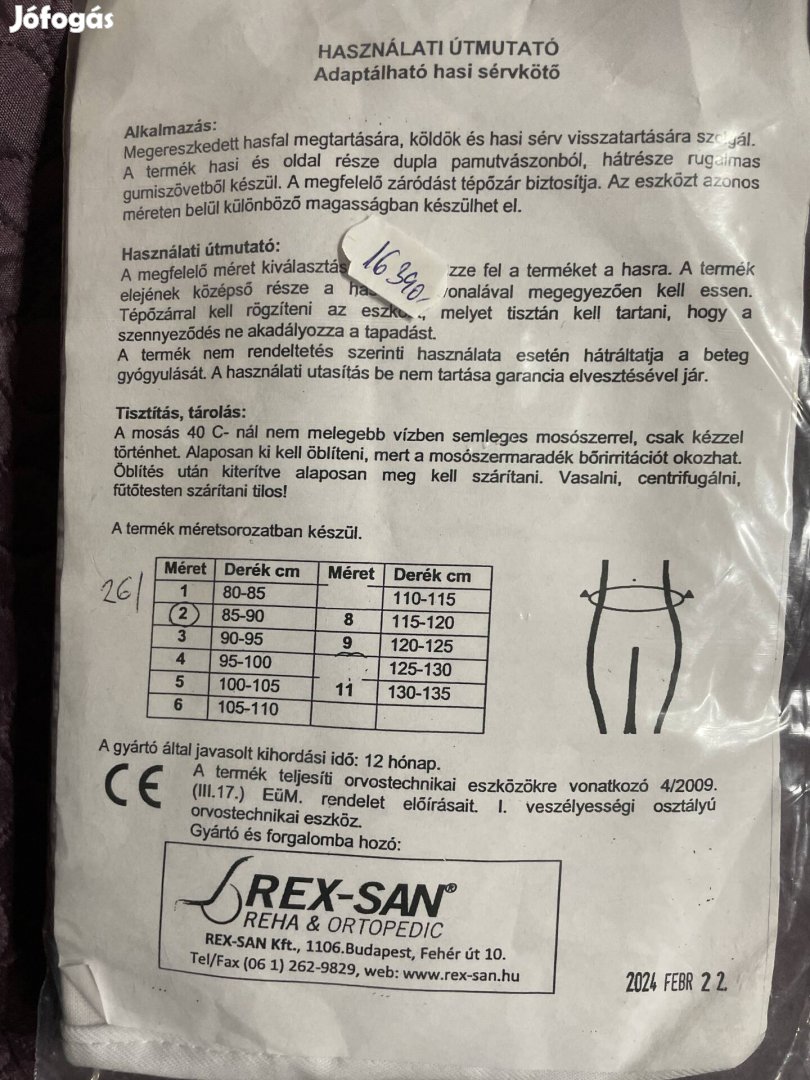 Jófogás
HASZNÁLATI ÚTMUTATÓ
Adaptálható hasi sérvkötő
Alkalmazás:
Megereszkedett hasfal megtartására, köldök és hasi sérv visszatartására szolgál.
A termék hasi és oldal része dupla pamutvászonból, hátrésze rugalmas
gumiszövetből készül. A megfelelő záródást tépőzár biztosítja. Az eszközt azonos
méreten belül különböző magasságban készülhet el.
Használati útmutató:
A megfelelő méret kiválasztás zze fel a terméket a hasra. A termék
elejének középső része a has vonalával megegyezően kell essen.
Tépőzárral kell rögzíteni az eszkö melyet tisztán kell tartani, hogy a
szennyeződés ne akadályozza a tapadást.
16 390,-
A termék nem rendeltetés szerinti használata esetén hátráltatja a beteg
gyógyulását. A használati utasítás be nem tartása garancia elvesztésével jár.
Tisztítás, tárolás:
A mosás 40 C- nál nem melegebb vízben semleges mosószerrel, csak kézzel
történhet. Alaposan ki kell öblíteni, mert a mosószermaradék bőrirritációt okozhat.
Öblítés után kiterítve alaposan meg kell szárítani. Vasalni, centrifugálni,
fűtőtesten szárítani tilos!
A termék méretsorozatban készül.
26/
Méret Derék cm Méret Derék cm
1 80-85 110-115
2 85-90 8 115-120
3 90-95 9 120-125
4 95-100 125-130
5 100-105 11 130-135
6 105-110
A gyártó által javasolt kihordási idő: 12 hónap.
CE
A termék teljesíti orvostechnikai eszközökre vonatkozó 4/2009.
(III.17.) EüM. rendelet előírásait. I. veszélyességi osztályú
orvostechnikai eszköz.
Gyártó és forgalomba hozó:
REX-SAN®
REHA & ORTOPEDIC
REX-SAN Kft., 1106.Budapest, Fehér út 10.
Tel/Fax (06 1) 262-9829, web: www.rex-san.hu
2024 FEBR 22.